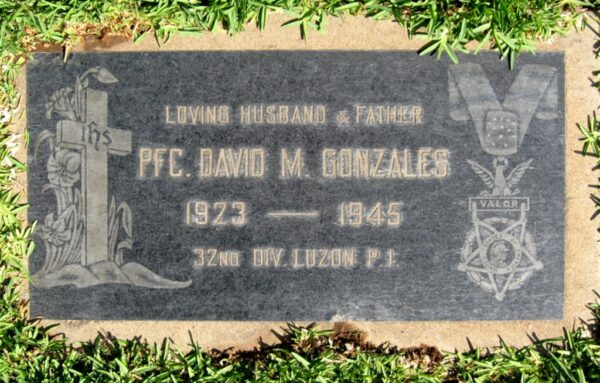 LOVING HUSBAND & FATHER
PFC. DAVID M. GONZALES
1923 — 1945
32ND DIV. LUZON P.I.
IHS
VALOR